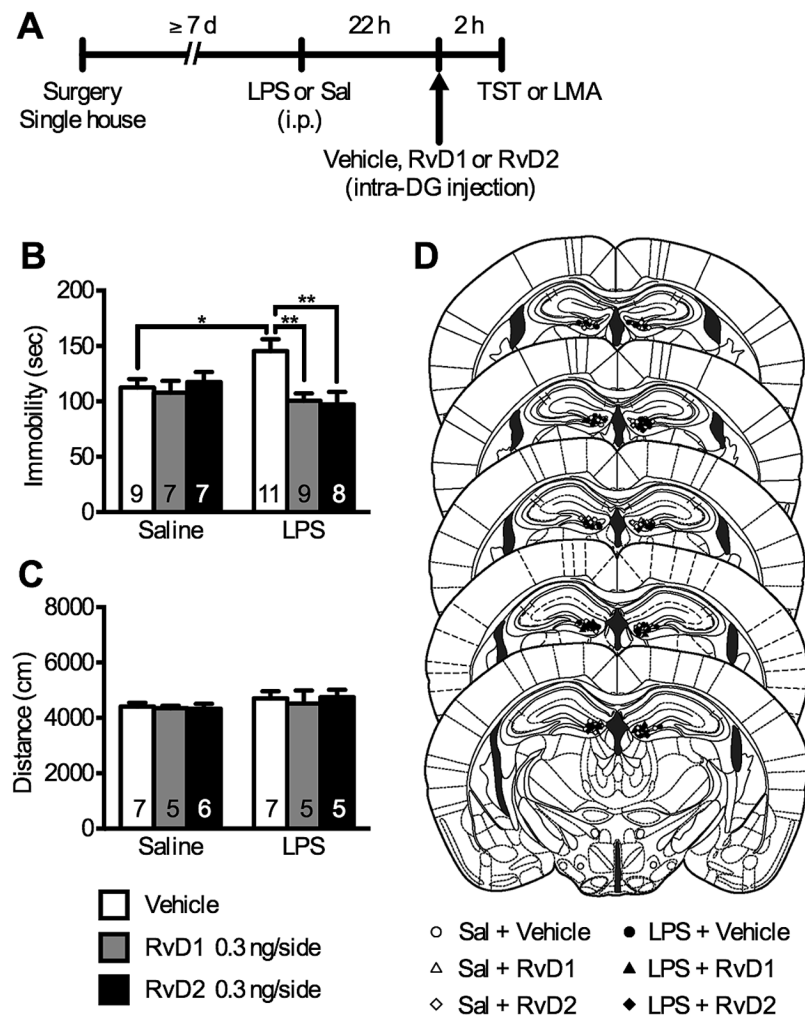 A
≥ 7 d
22 h
2 h
Surgery
Single house
LPS or Sal
(i.p.)
TST or LMA
Vehicle, RvD1 or RvD2
(intra-DG injection)
B
Immobility (sec)
200
150
100
50
0
*
**
**
9
7
7
11
9
8
Saline
LPS
C
Distance (cm)
8000
6000
4000
2000
0
7
5
6
7
5
5
Saline
LPS
Vehicle
RvD1 0.3 ng/side
RvD2 0.3 ng/side
D
Sal + Vehicle
LPS + Vehicle
Sal + RvD1
LPS + RvD1
Sal + RvD2
LPS + RvD2